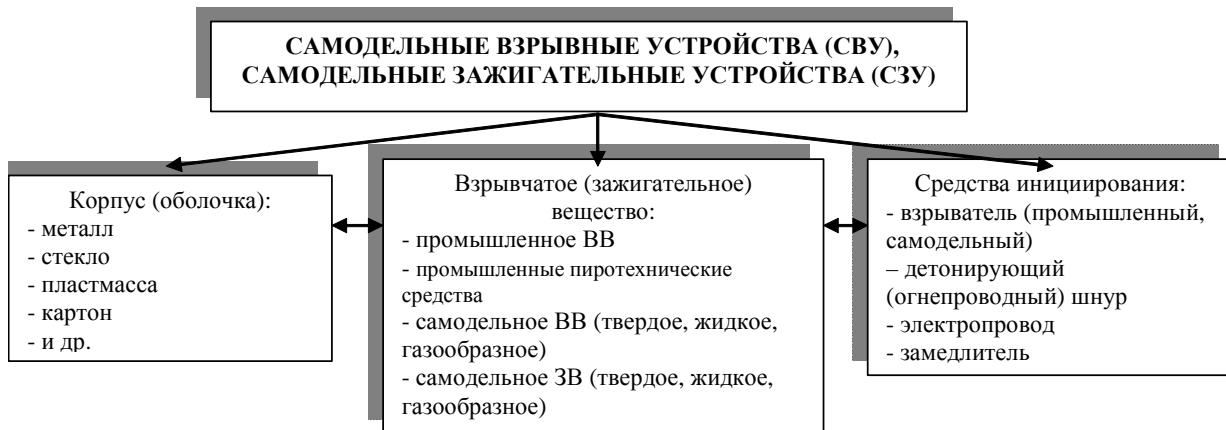 САМОДЕЛЬНЫЕ ВЗРЫВНЫЕ УСТРОЙСТВА (СВУ),
САМОДЕЛЬНЫЕ ЗАЖИГАТЕЛЬНЫЕ УСТРОЙСТВА (СЗУ)
Корпус (оболочка):
- металл
- стекло
- пластмасса
- картон
- и др.
Взрывчатое (зажигательное)
вещество:
- промышленное ВВ
- промышленные пиротехнические
средства
- самодельное ВВ (твердое, жидкое,
газообразное)
- самодельное ЗВ (твердое, жидкое,
газообразное)
Средства инициирования:
- взрыватель (промышленный,
самодельный)
– детонирующий
(огнепроводный) шнур
- электропровод
- замедлитель